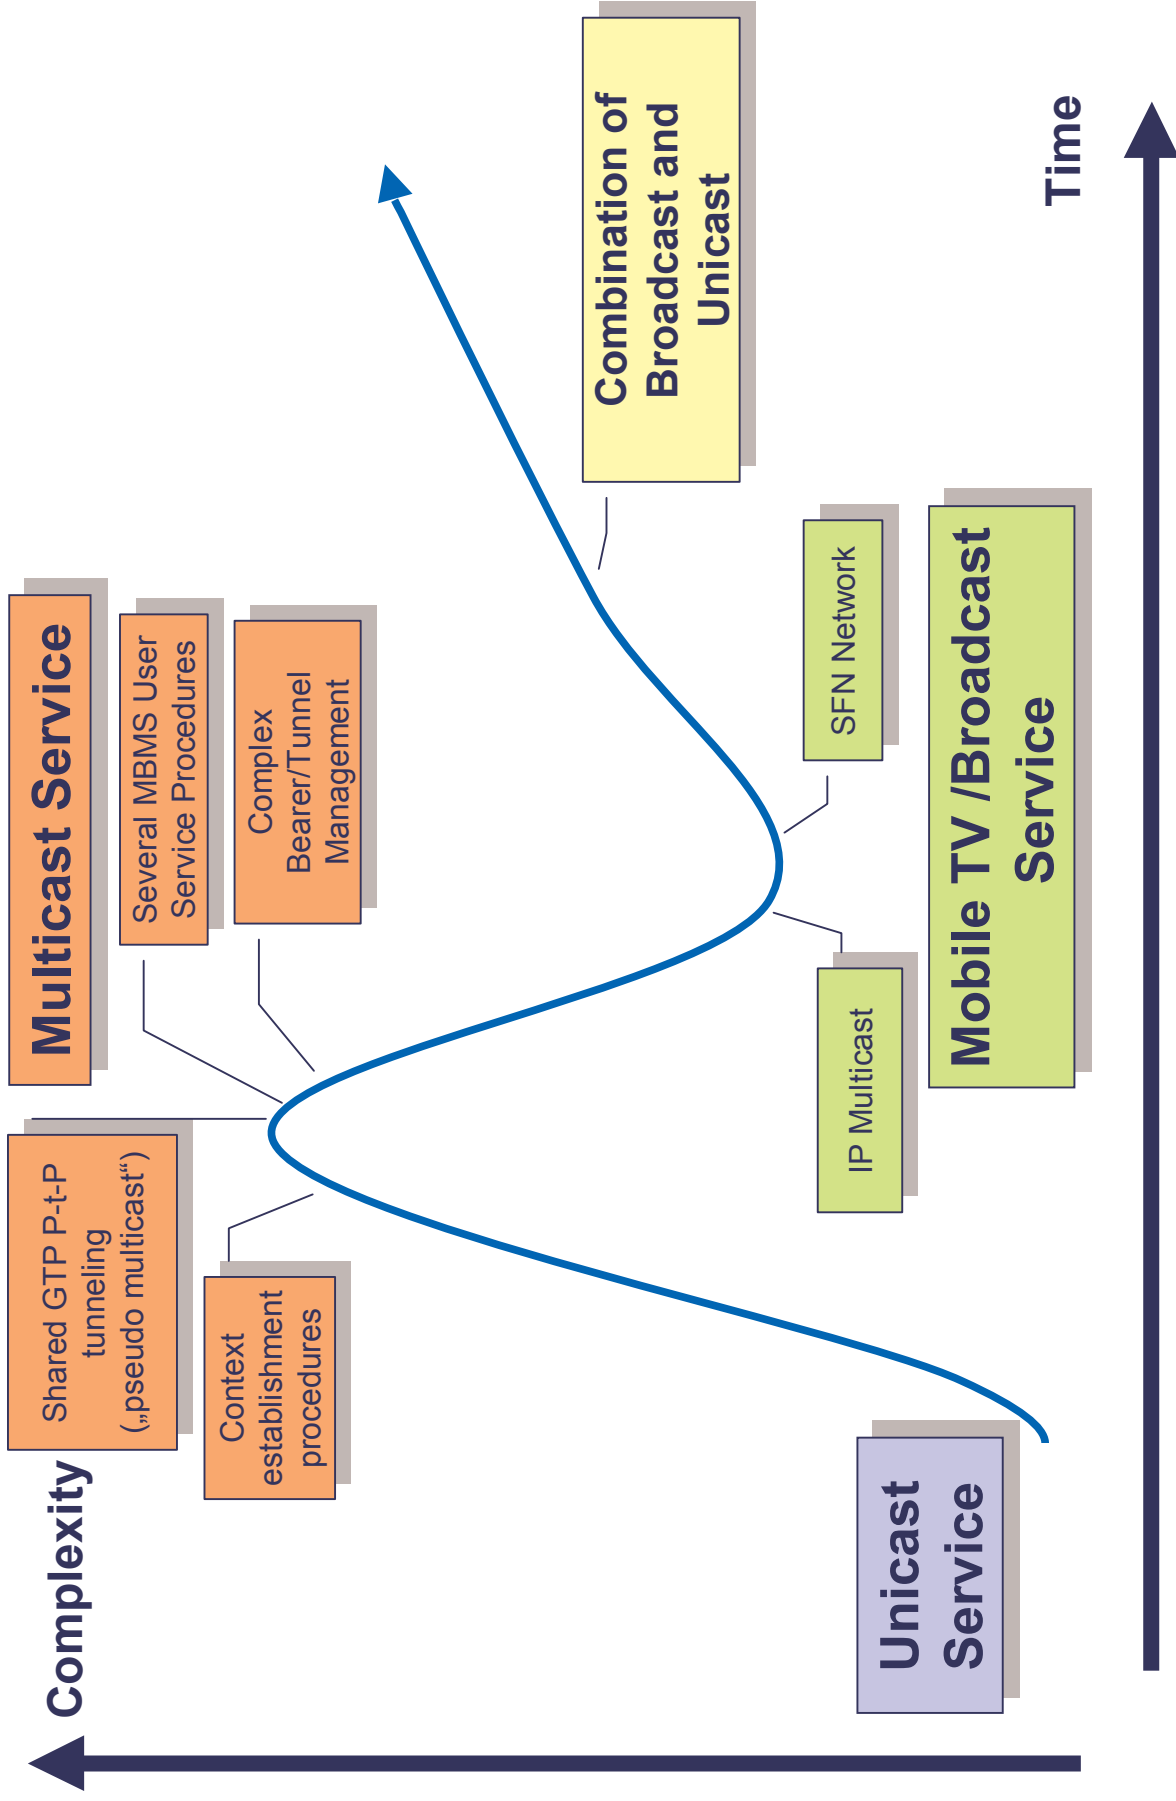 Complexity
Shared GTP P-t-P
tunneling
(„pseudo multicast“)
Context
establishment
procedures
Multicast Service
Several MBMS User
Service Procedures
Complex
Bearer/Tunnel
Management
Unicast
Service
IP Multicast
SFN Network
Mobile TV /Broadcast
Service
Combination of
Broadcast and
Unicast
Time